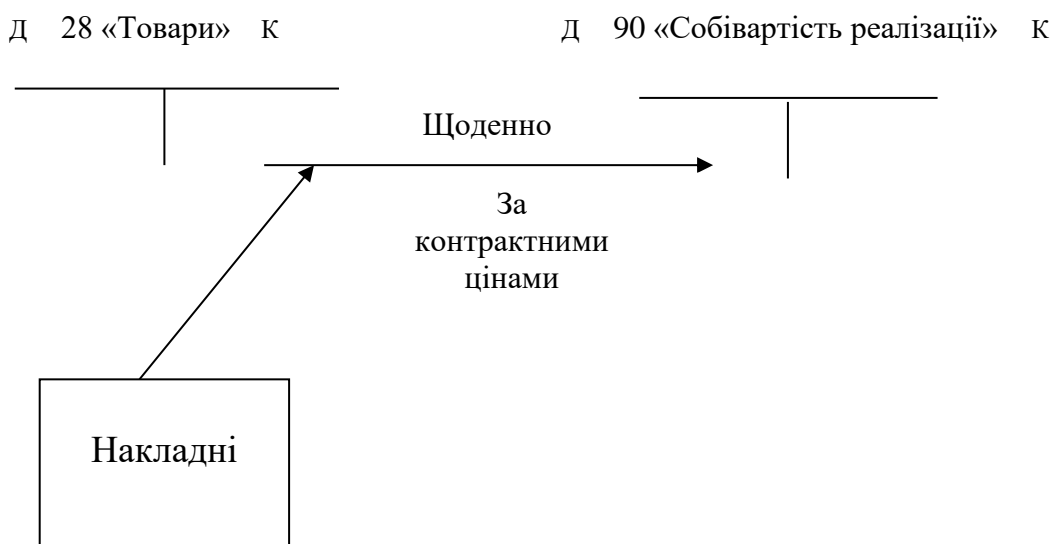 Д 28 «Товари» К
Д 90 «Собівартість реалізації» К
Щоденно
За
контрактними
цінами
Накладні